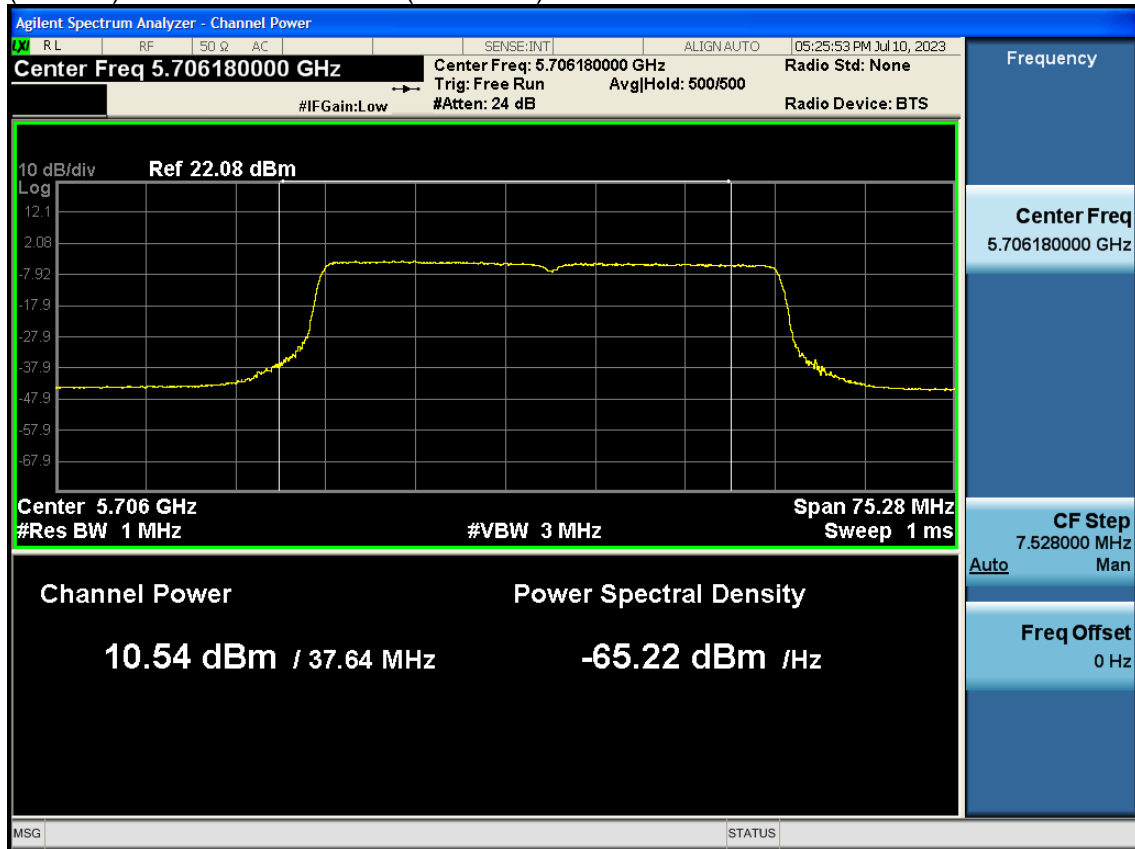 Agilent Spectrum Analyzer - Channel Power
LXI RL RF 50 Ω AC SENSE:INT ALIGNAUTO 05:25:53 PM Jul 10, 2023
Center Freq 5.706180000 GHz
Center Freq: 5.706180000 GHz
Radio Std: None
Trig: Free Run Avg|Hold: 500/500
#IFGain:Low
#Atten: 24 dB
Radio Device: BTS
10 dB/div Ref 22.08 dBm
Log
12.1
2.08
-7.92
-17.9
-27.9
-37.9
-47.9
-57.9
-67.9
Center 5.706 GHz Span 75.28 MHz
#Res BW 1 MHz #VBW 3 MHz Sweep 1 ms
Channel Power Power Spectral Density
10.54 dBm / 37.64 MHz -65.22 dBm /Hz
MSG STATUS
Frequency
Center Freq
5.706180000 GHz
CF Step
7.528000 MHz
Auto Man
Freq Offset
0 Hz